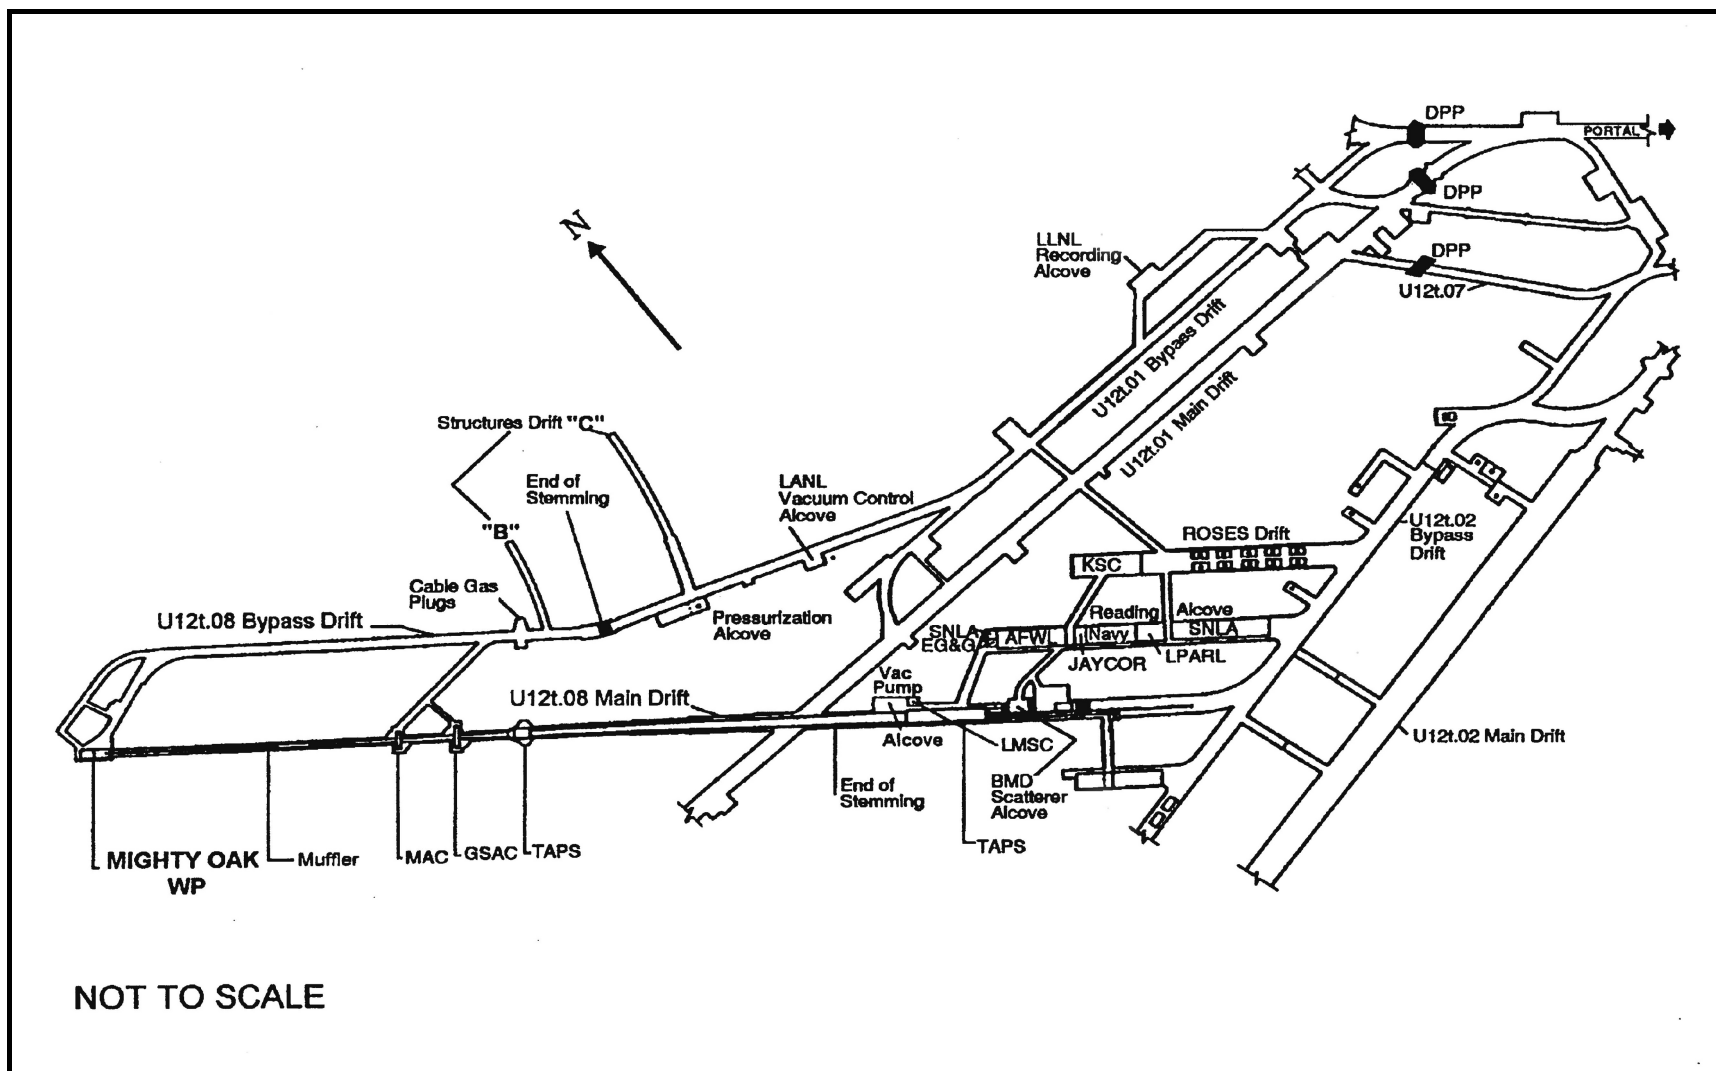 DPP
PORTAL
DPP
N
LLNL
Recording
Alcove
DPP
U12t.07
U12t.01 Bypass Drift
U12t.01 Main Drift
Structures Drift "C"
End of
Stemming
LANL
Vacuum Control
Alcove
"B"
U12t.02
Bypass
Drift
ROSES Drift
KSC
Cable Gas
Plugs
U12t.08 Bypass Drift
Pressurization
Alcove
Reading Alcove
SNLA
EG&G
AFWL
Navy
SNLA
JAYCOR
LPARL
Vac
Pump
Alcove
U12t.08 Main Drift
LMSC
U12t.02 Main Drift
End of
Stemming
BMD
Scatterer
Alcove
TAPS
MIGHTY OAK
WP
Muffler
MAC
GSAC
TAPS
NOT TO SCALE